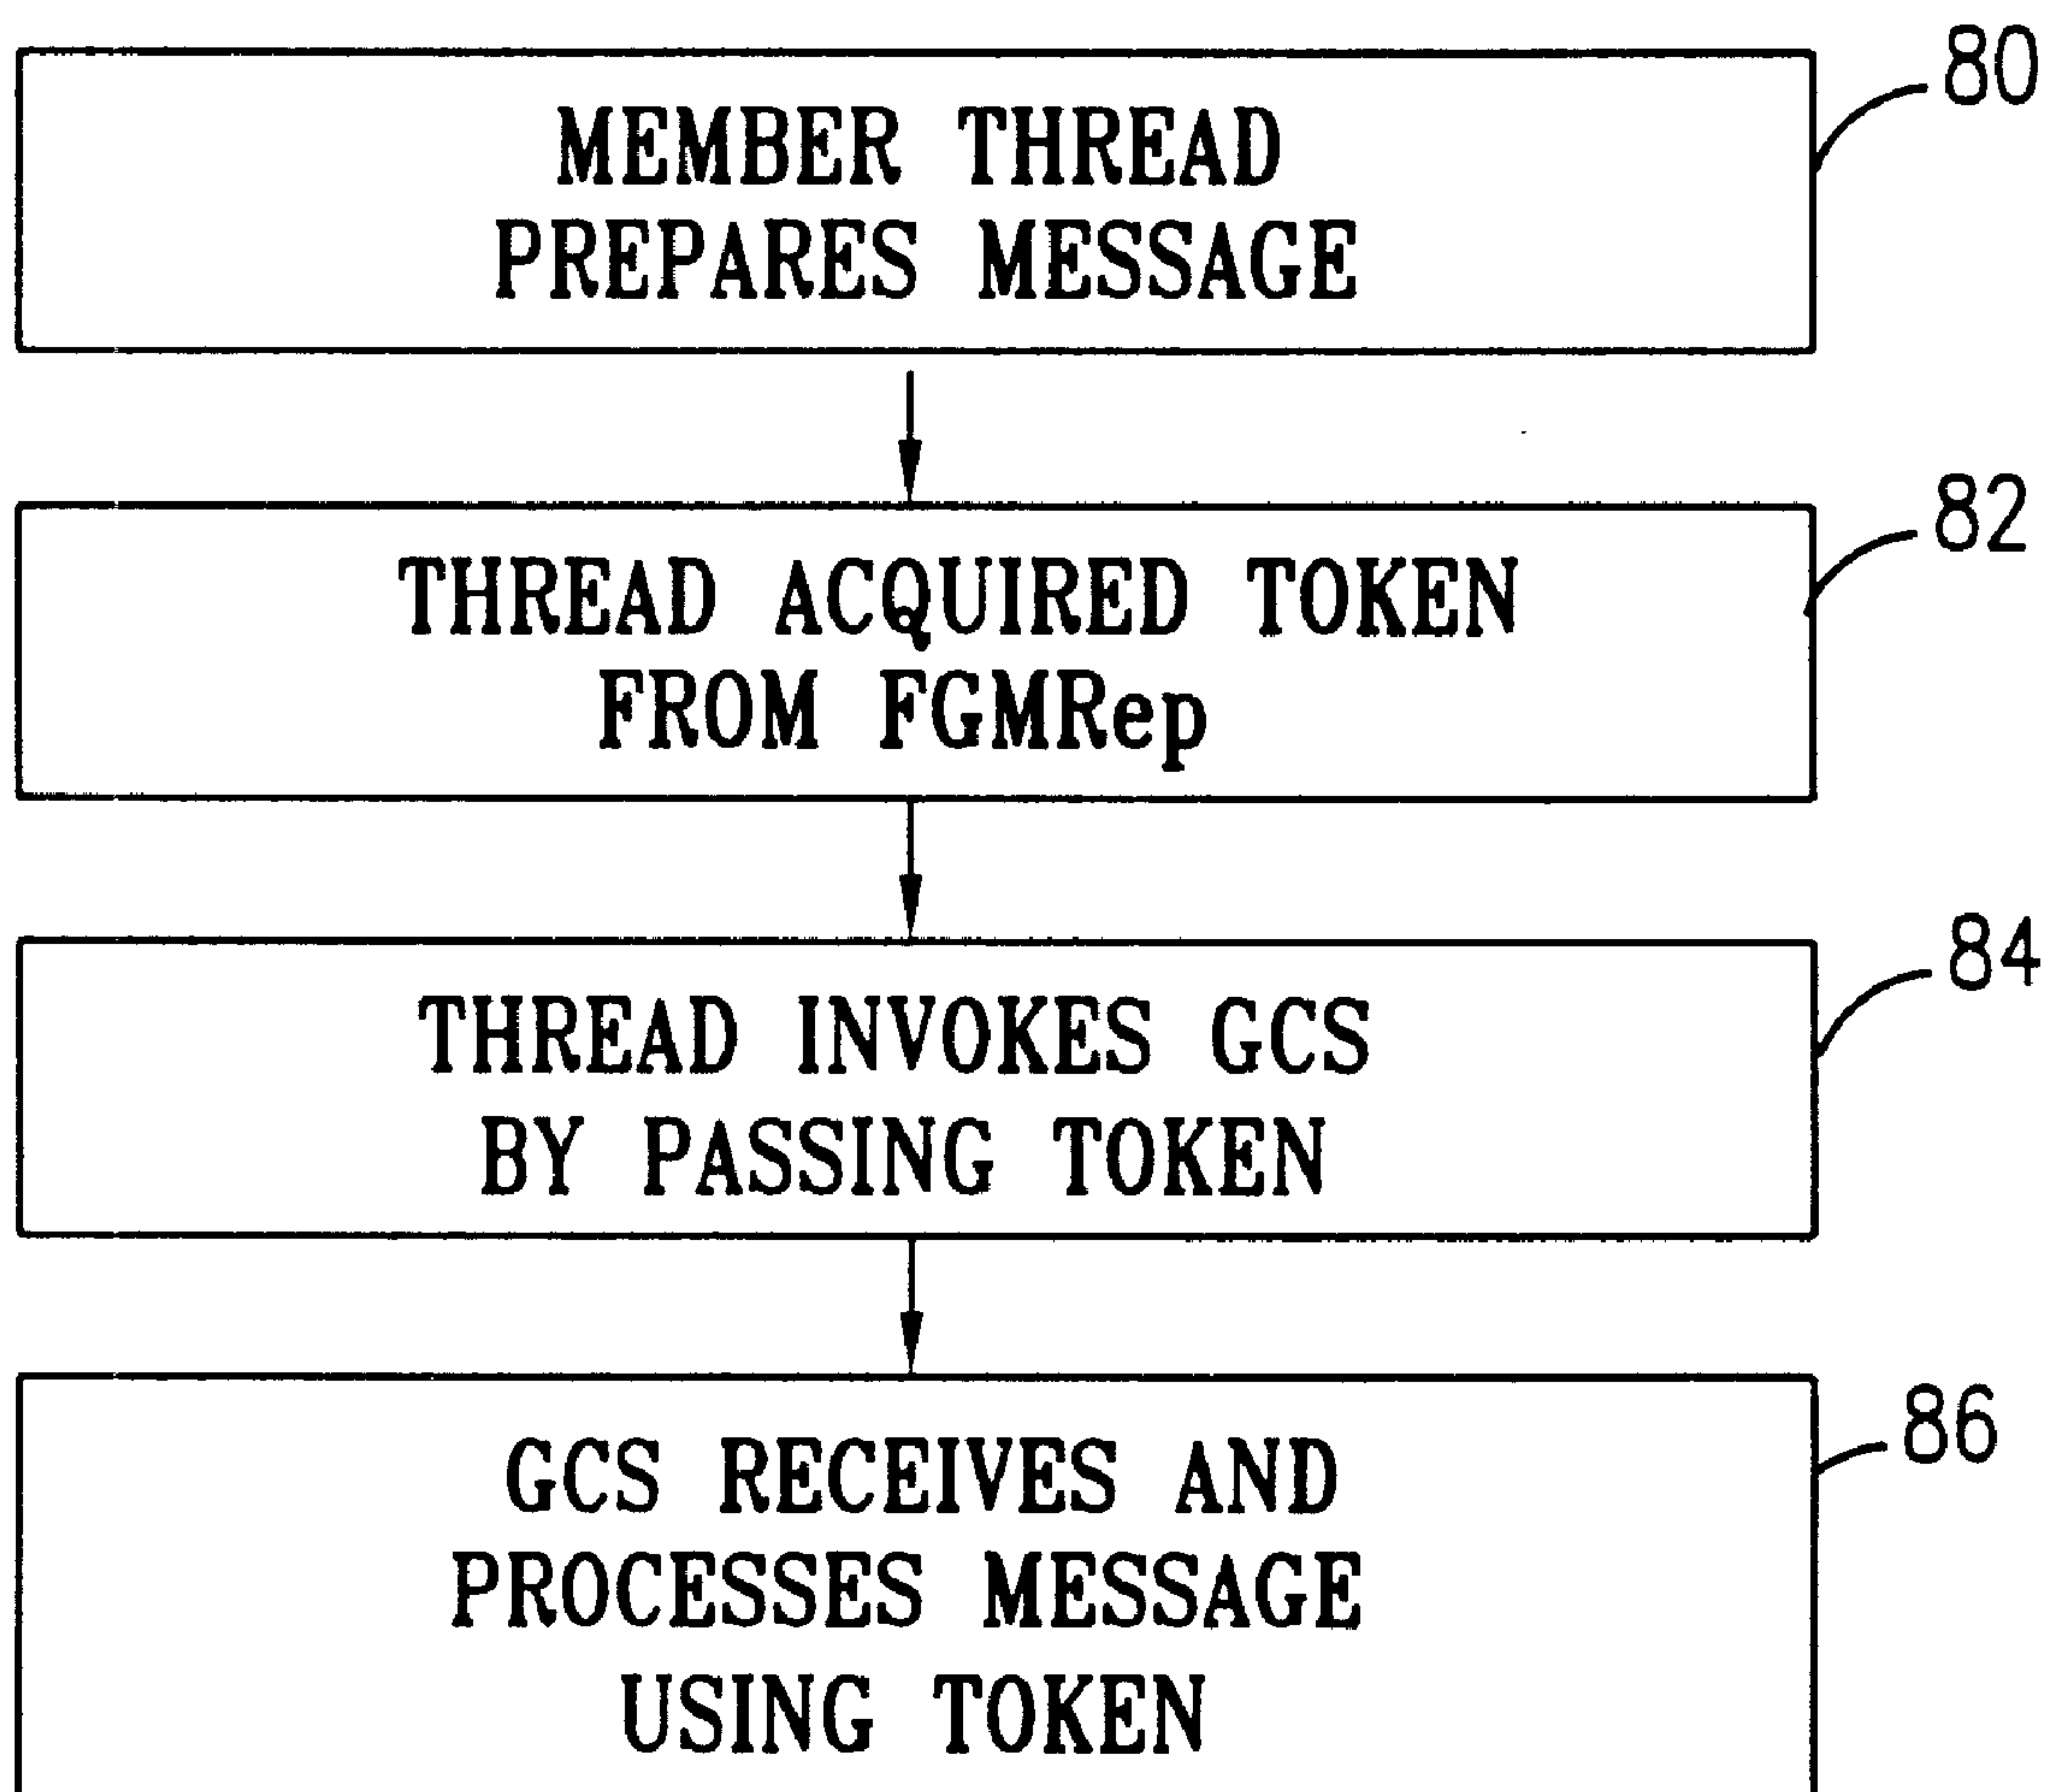 80
MEMBER THREAD
PREPARES MESSAGE
82
THREAD ACQUIRED TOKEN
FROM FGMRep
84
THREAD INVOKES GCS
BY PASSING TOKEN
86
GCS RECEIVES AND
PROCESSES MESSAGE
USING TOKEN